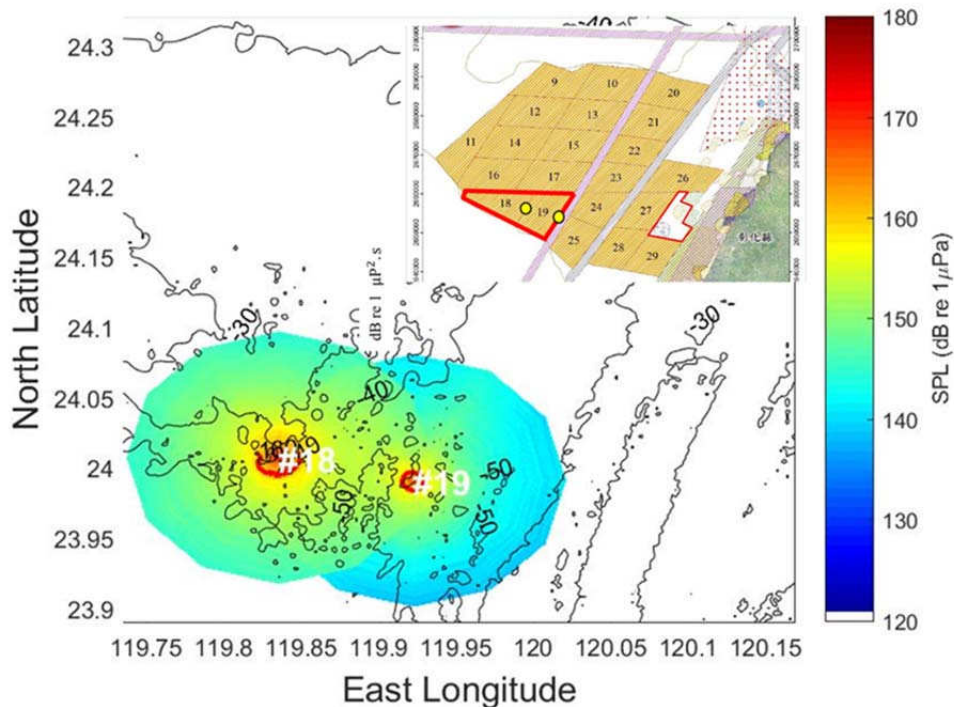 24.3
24.25
24.2
24.15
24.1
24.05
24
23.95
23.9
North Latitude
119.75 119.8 119.85 119.9 119.95 120 120.05 120.1 120.15
East Longitude
-40
-30
-30
-40
-50
-50
-50
#18
#19
dB re 1 μP².s
9 10 20
12 13 21
11 14 15 22
16 17 23 26
18 19 24 27
25 28 29
180
170
160
150
140
130
120
SPL (dB re 1μPa)